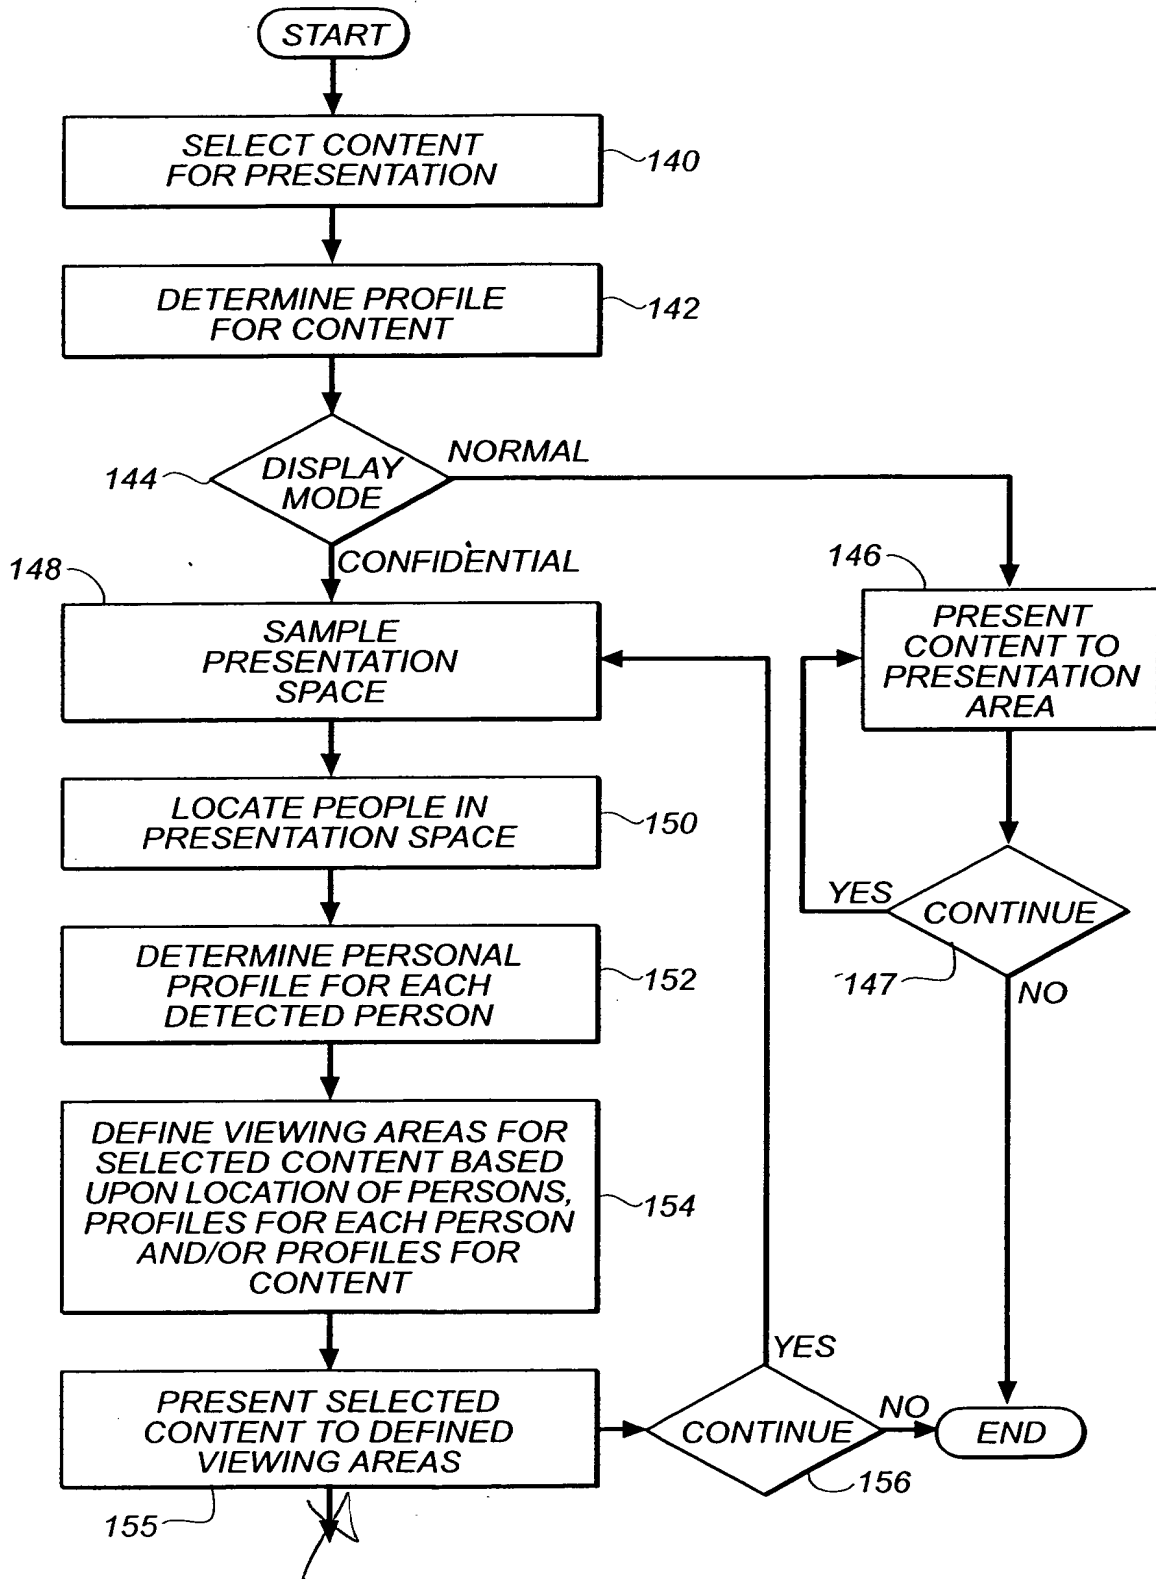 START
SELECT CONTENT
FOR PRESENTATION
140
DETERMINE PROFILE
FOR CONTENT
142
DISPLAY
MODE
144
NORMAL
CONFIDENTIAL
148
SAMPLE
PRESENTATION
SPACE
146
PRESENT
CONTENT TO
PRESENTATION
AREA
LOCATE PEOPLE IN
PRESENTATION SPACE
150
YES
CONTINUE
147
NO
DETERMINE PERSONAL
PROFILE FOR EACH
DETECTED PERSON
152
DEFINE VIEWING AREAS FOR
SELECTED CONTENT BASED
UPON LOCATION OF PERSONS,
PROFILES FOR EACH PERSON
AND/OR PROFILES FOR
CONTENT
154
PRESENT SELECTED
CONTENT TO DEFINED
VIEWING AREAS
155
YES
CONTINUE
156
NO
END